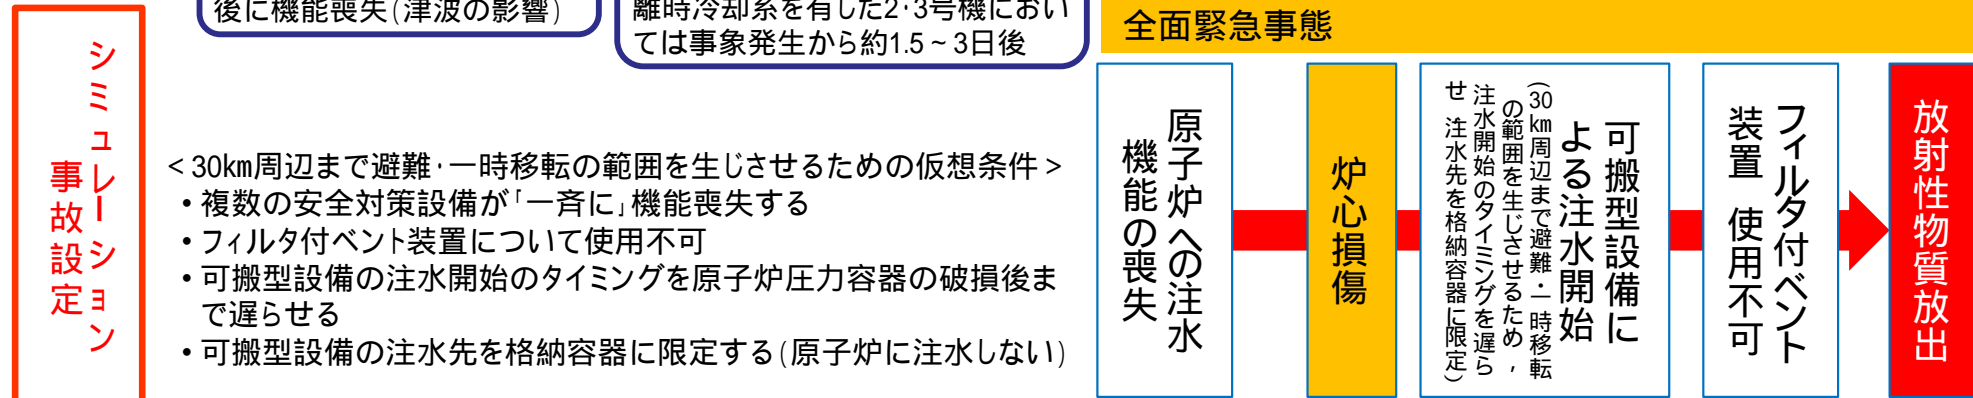 後に機能喪失(津波の影響)
離時冷却系を有した2・3号機におい
ては事象発生から約1.5~3日後
全面緊急事態
シミュレーション
事故設定
<30km周辺まで避難・一時移転の範囲を生じさせるための仮想条件>
・複数の安全対策設備が「一斉に」機能喪失する
・フィルタ付ベント装置について使用不可
・可搬型設備の注水開始のタイミングを原子炉圧力容器の破損後ま
で遅らせる
・可搬型設備の注水先を格納容器に限定する(原子炉に注水しない)
原子炉への注水
機能の喪失
炉心損傷
可搬型設備に
よる注水開始
(30km周辺まで避難・一時移転
の範囲を生じさせるため,
注水開始のタイミングを遅ら
せ 注水先を格納容器に限定)
フィルタ付ベント
装置 使用不可
放射性物質放出